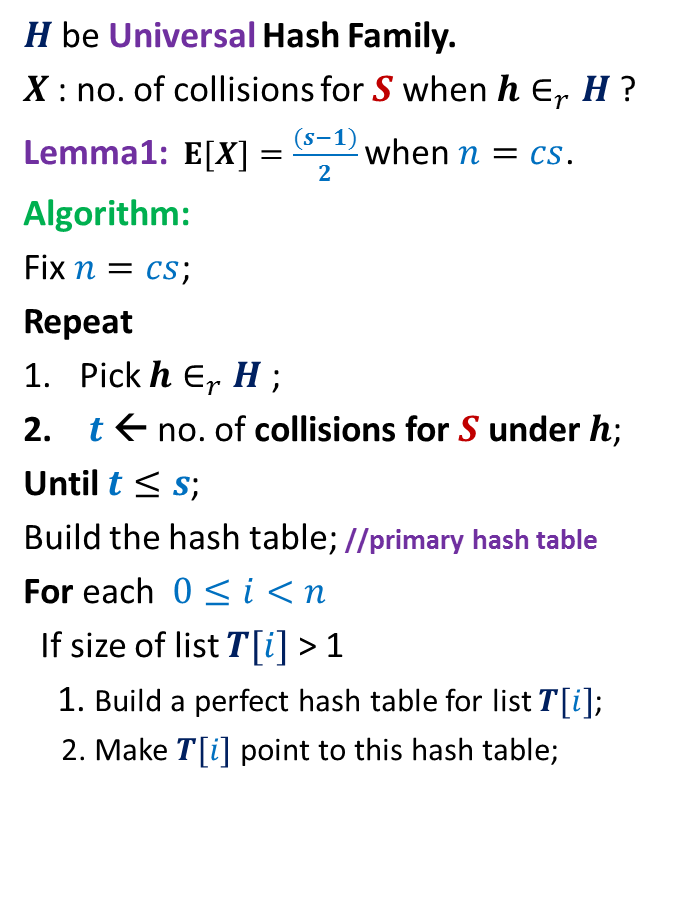 H be Universal Hash Family.
X : no. of collisions for S when h ∈r H ?
Lemma1: E[X] = (s−1)/2 when n = cs.
Algorithm:
Fix n = cs;
Repeat
1. Pick h ∈r H ;
2. t ← no. of collisions for S under h;
Until t ≤ s;
Build the hash table; //primary hash table
For each 0 ≤ i < n
If size of list T[i] > 1
1. Build a perfect hash table for list T[i];
2. Make T[i] point to this hash table;